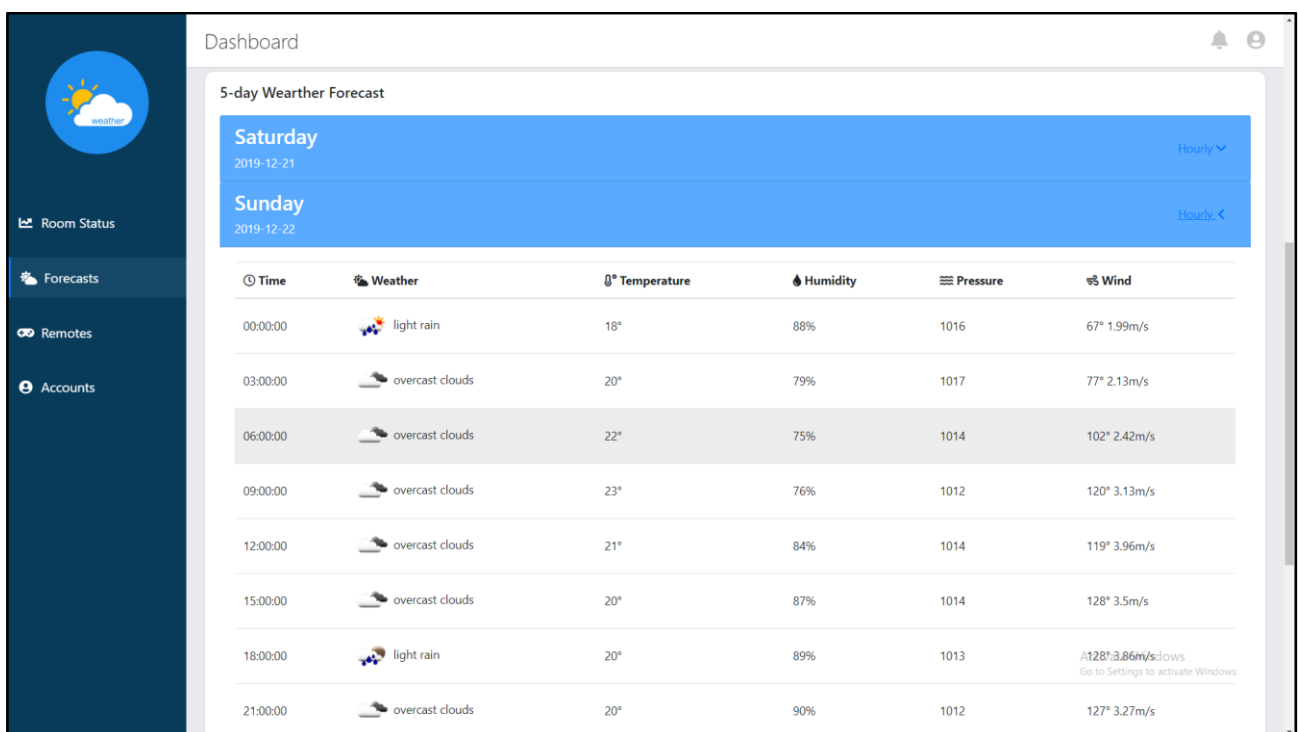 Dashboard
weather
5-day Wearther Forecast
Saturday
2019-12-21
Hourly
Sunday
2019-12-22
Hourly
Room Status
Forecasts
Remotes
Accounts
Time Weather Temperature Humidity Pressure Wind
00:00:00 light rain 18° 88% 1016 67° 1.99m/s
03:00:00 overcast clouds 20° 79% 1017 77° 2.13m/s
06:00:00 overcast clouds 22° 75% 1014 102° 2.42m/s
09:00:00 overcast clouds 23° 76% 1012 120° 3.13m/s
12:00:00 overcast clouds 21° 84% 1014 119° 3.96m/s
15:00:00 overcast clouds 20° 87% 1014 128° 3.5m/s
18:00:00 light rain 20° 89% 1013 128° 3.86m/s
Activate Windows
Go to Settings to activate Windows.
21:00:00 overcast clouds 20° 90% 1012 127° 3.27m/s